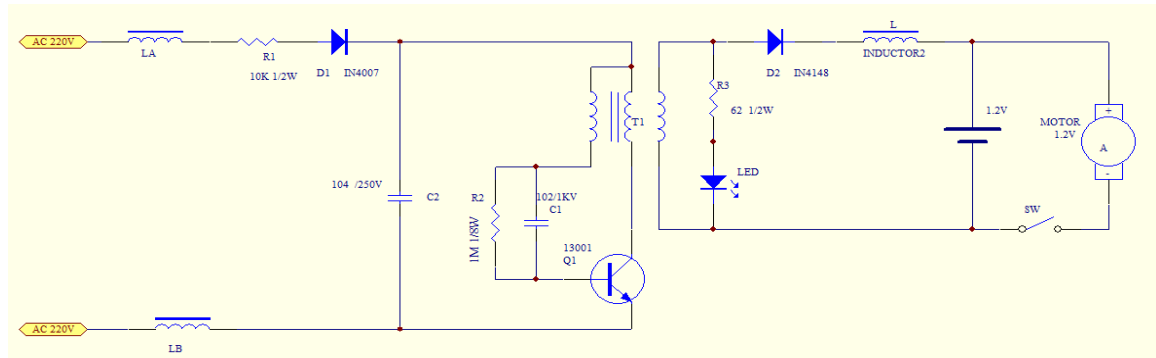 AC 220V
LA
R1
10K 1/2W
D1 IN4007
104 /250V
C2
R2
1M 1/8W
102/1KV
C1
13001
Q1
T1
R3
62 1/2W
LED
D2 IN4148
L
INDUCTOR2
1.2V
MOTOR
1.2V
+
A
-
SW
AC 220V
LB